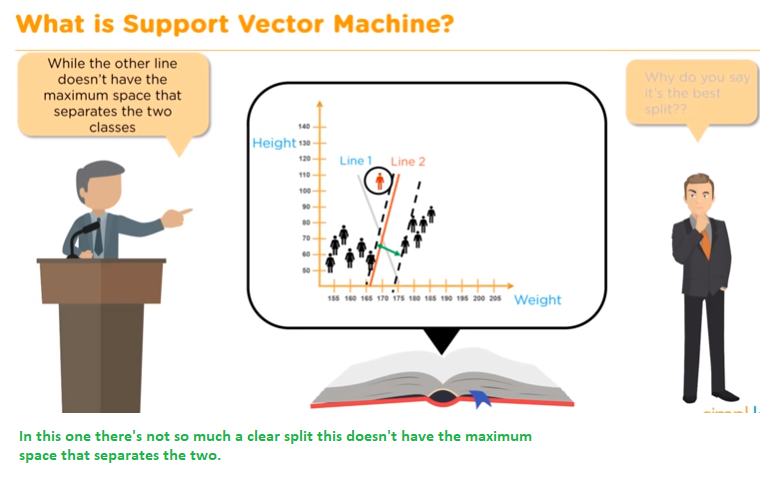 What is Support Vector Machine?
While the other line
doesn't have the
maximum space that
separates the two
classes
Why do you say
it's the best
split??
Height
140
130
120
110
100
90
80
70
60
50
Line 1
Line 2
155 160 165 170 175 180 185 190 195 200 205
Weight
In this one there's not so much a clear split this doesn't have the maximum
space that separates the two.